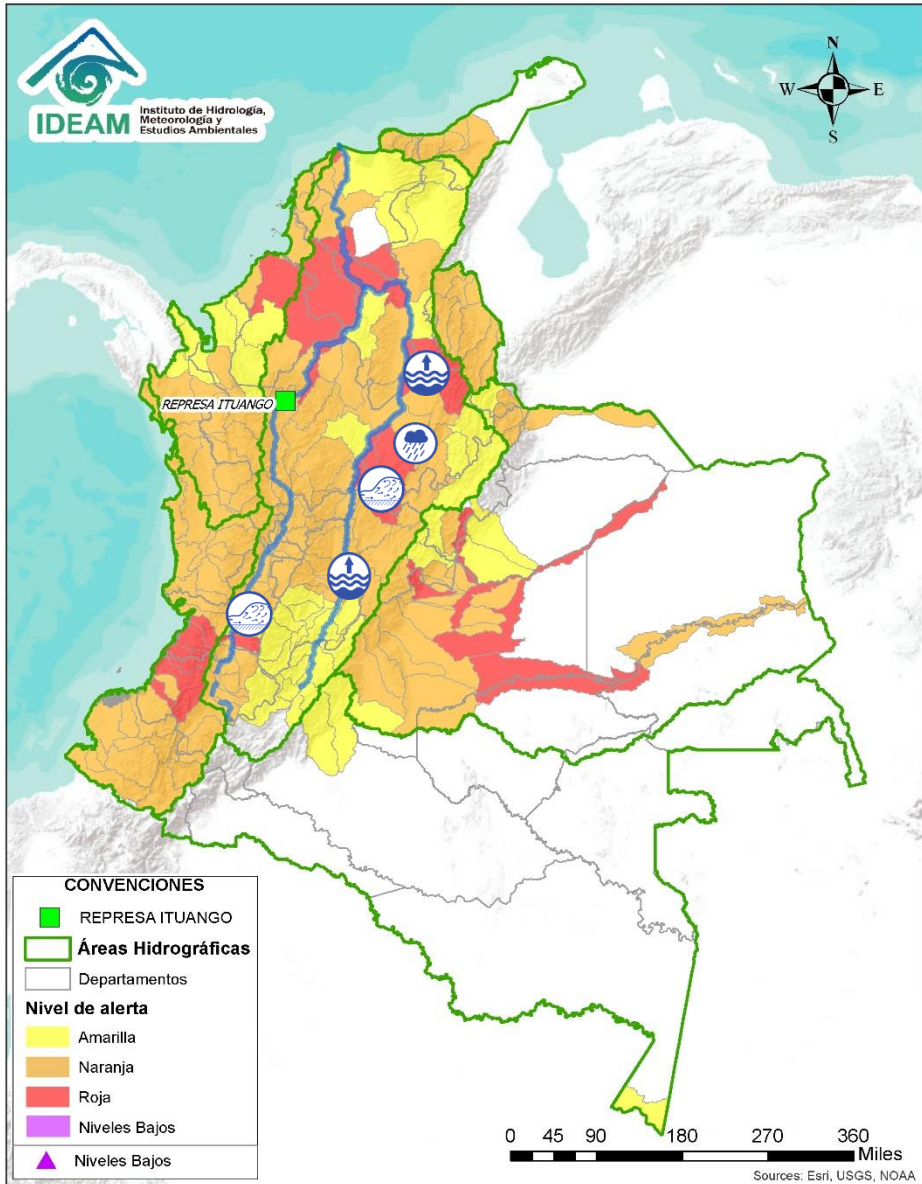 IDEAM
Instituto de Hidrología,
Meteorología y
Estudios Ambientales
N
W
E
S
REPRESA ITUANGO
CONVENCIONES
REPRESA ITUANGO
Áreas Hidrográficas
Departamentos
Nivel de alerta
Amarilla
Naranja
Roja
Niveles Bajos
Niveles Bajos
0 45 90 180 270 360
Miles
Sources: Esri, USGS, NOAA